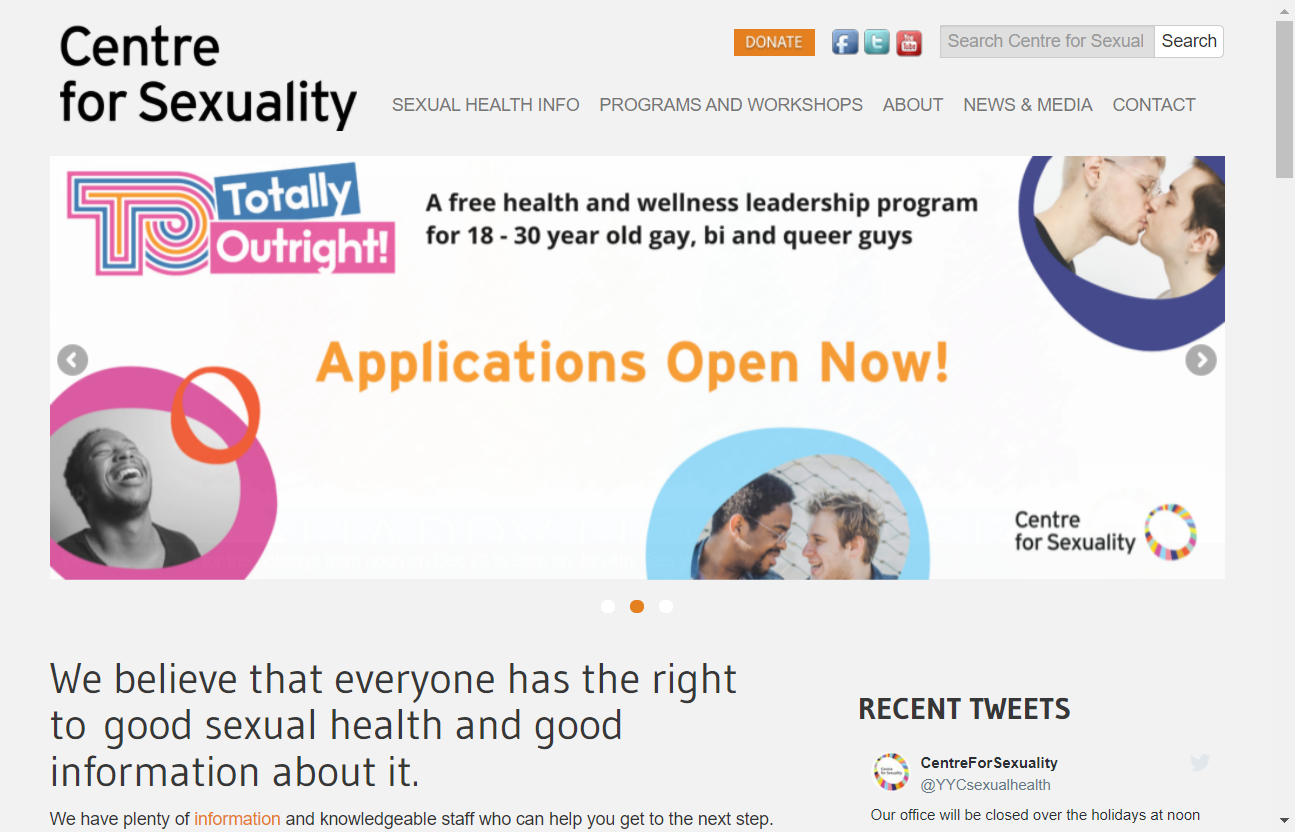 Centre
for Sexuality
DONATE
You
Tube
Search Centre for Sexual
Search
SEXUAL HEALTH INFO
PROGRAMS AND WORKSHOPS
ABOUT
NEWS & MEDIA
CONTACT
Totally
Outright!
A free health and wellness leadership program
for 18 - 30 year old gay, bi and queer guys
Applications Open Now!
Centre
for Sexuality
We believe that everyone has the right
to good sexual health and good
information about it.
We have plenty of information and knowledgeable staff who can help you get to the next step.
RECENT TWEETS
CentreForSexuality
@YYCsexualhealth
Our office will be closed over the holidays at noon